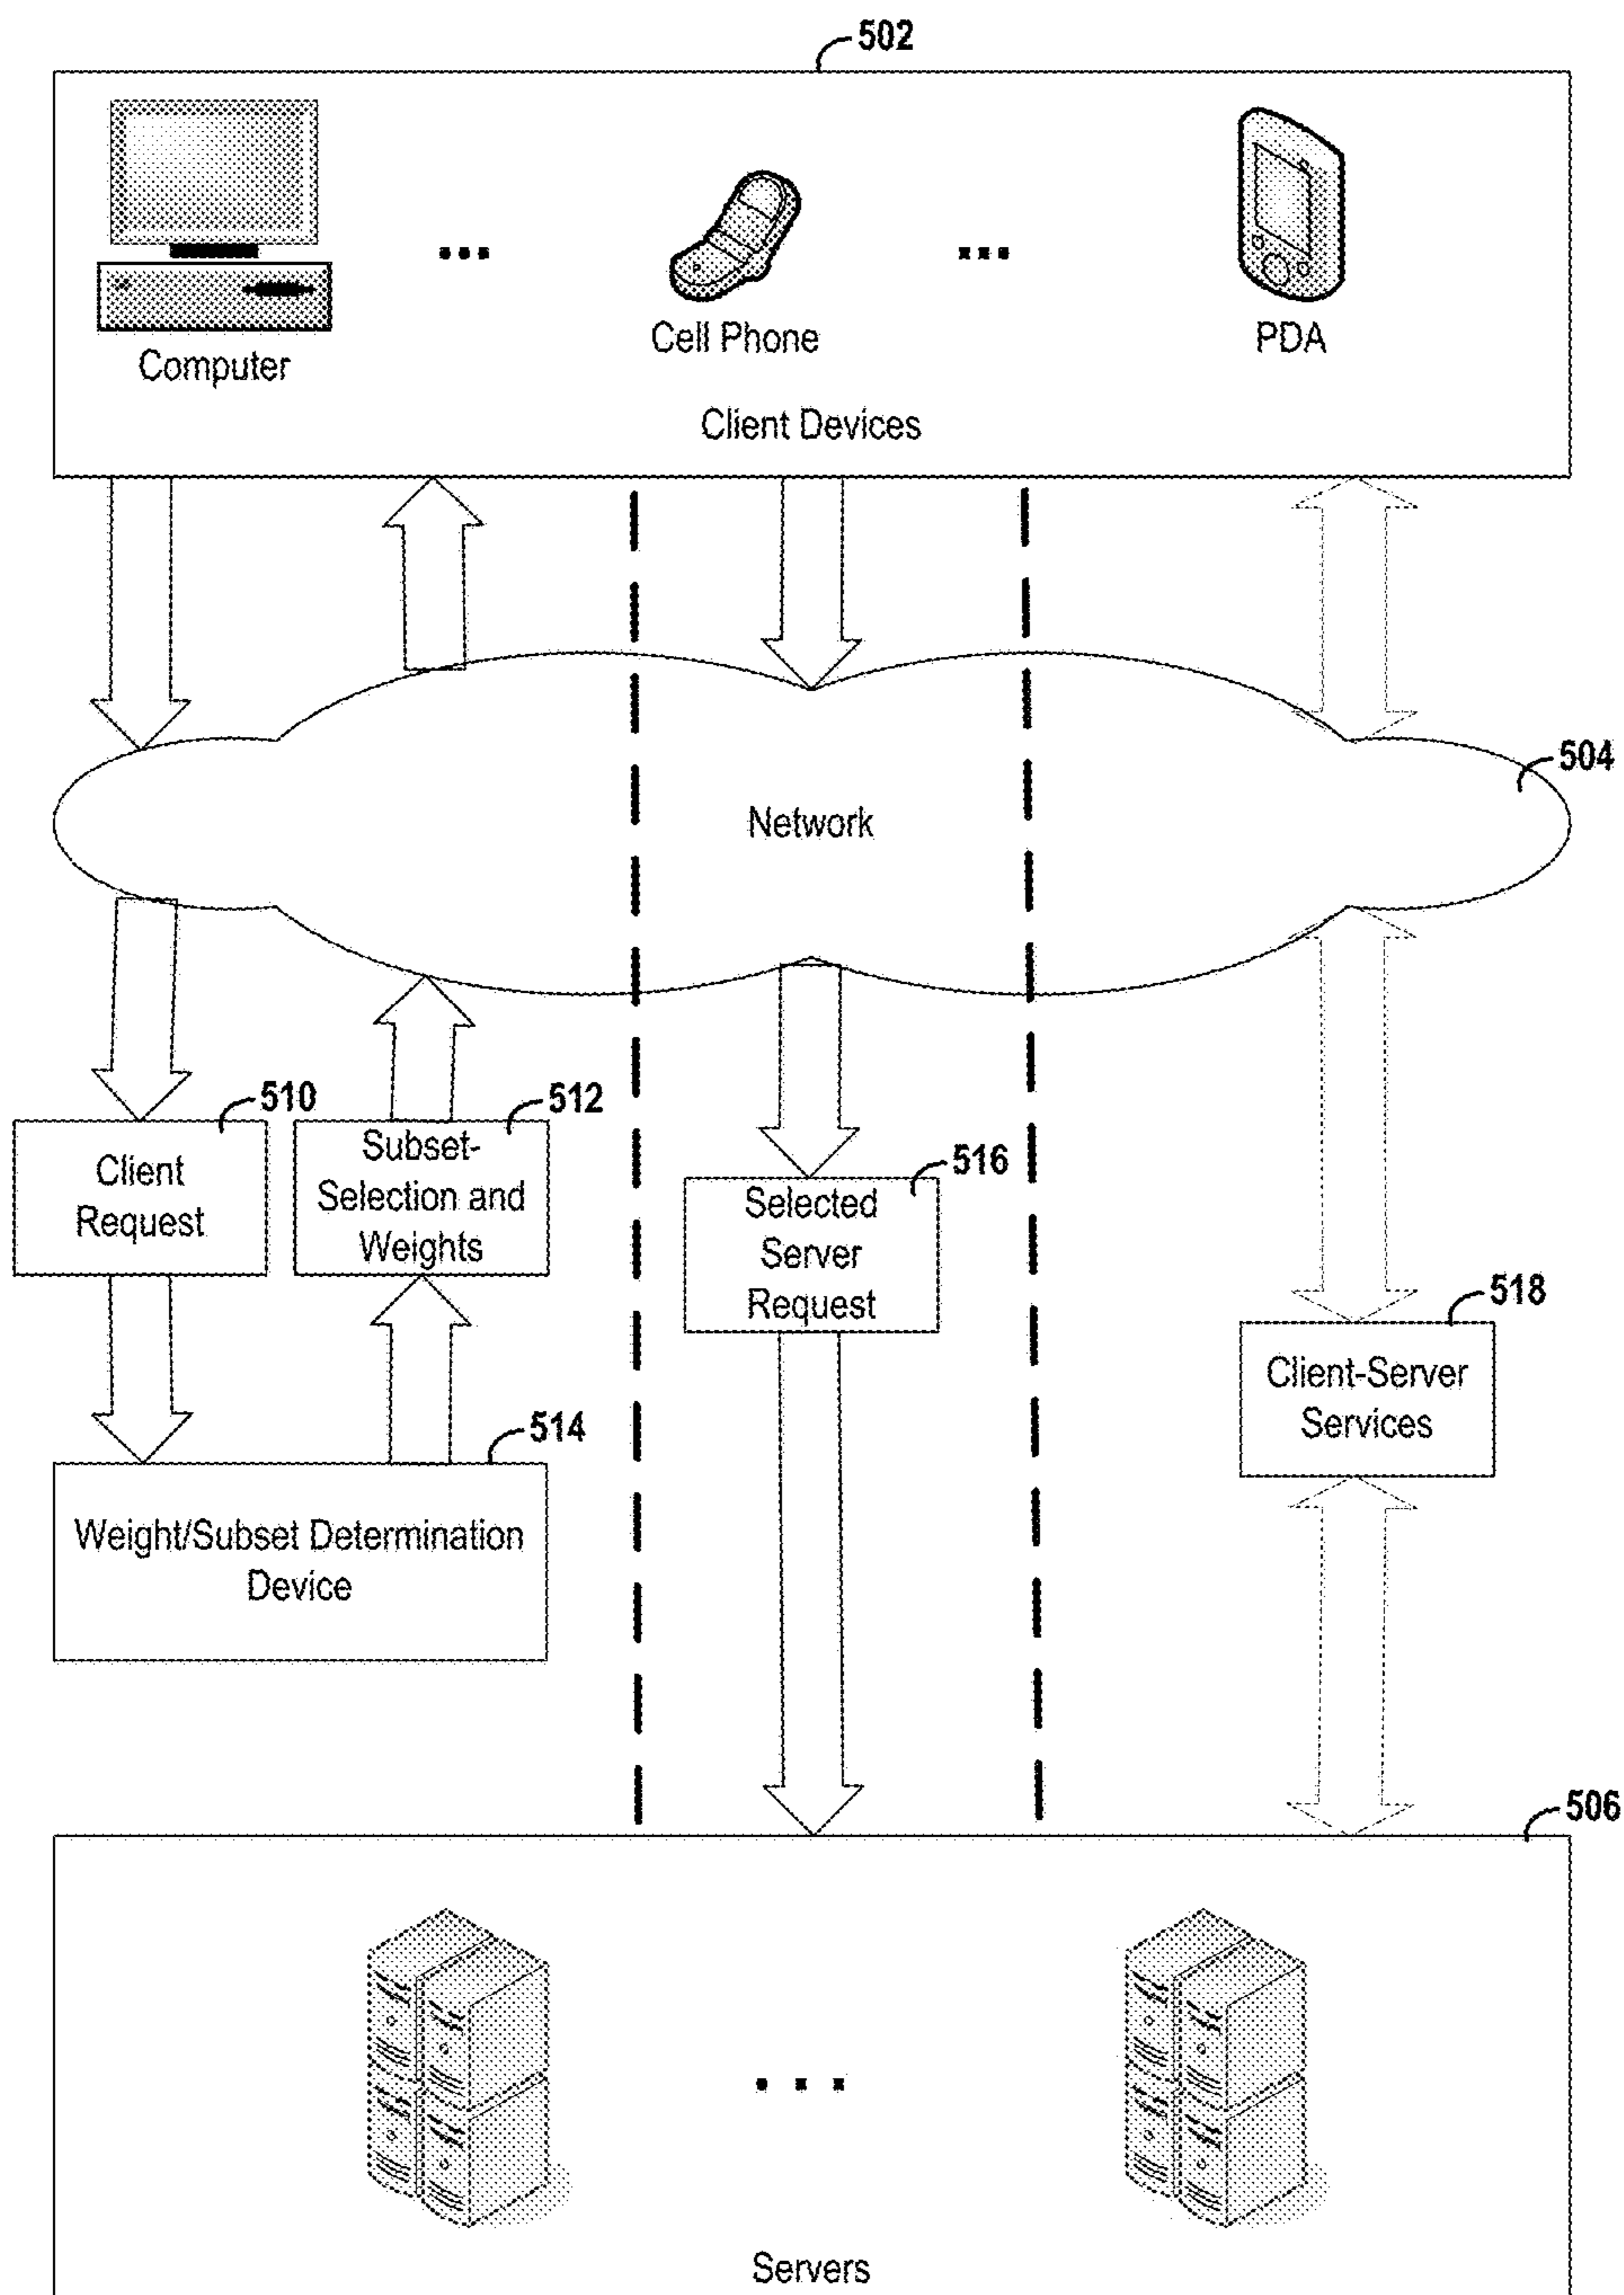 502
Computer
Cell Phone
PDA
Client Devices
504
Network
510
Client
Request
512
Subset-
Selection and
Weights
516
Selected
Server
Request
518
Client-Server
Services
514
Weight/Subset Determination
Device
506
Servers